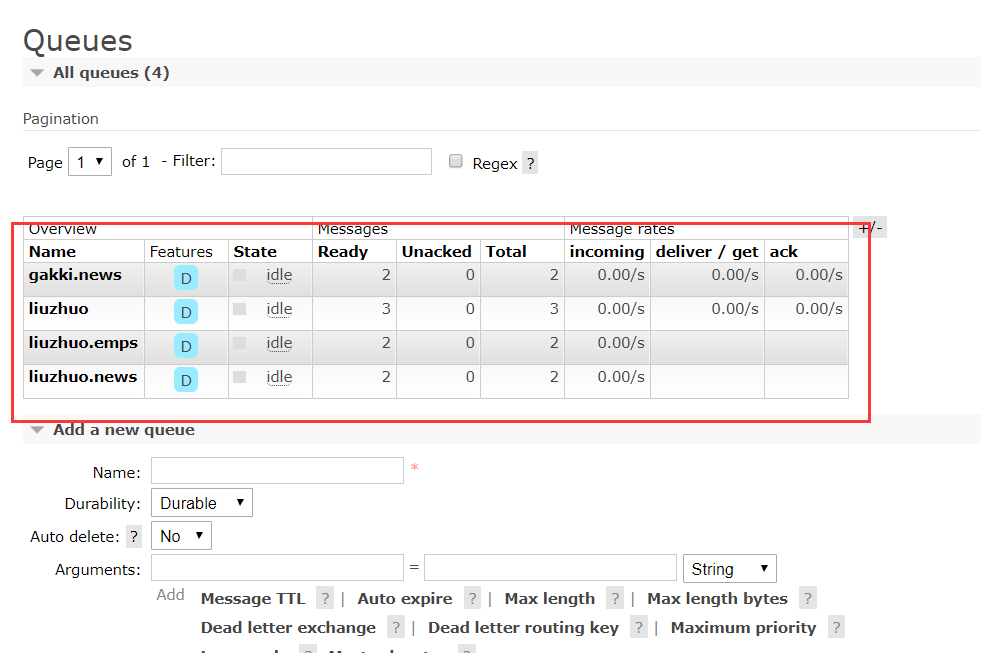 Queues
All queues (4)
Pagination
Page 1 of 1 - Filter: Regex ?
Overview Messages Message rates +/-
Name Features State Ready Unacked Total incoming deliver / get ack
gakki.news D idle 2 0 2 0.00/s 0.00/s 0.00/s
liuzhuo D idle 3 0 3 0.00/s 0.00/s 0.00/s
liuzhuo.emps D idle 2 0 2 0.00/s
liuzhuo.news D idle 2 0 2 0.00/s
Add a new queue
Name: *
Durability: Durable
Auto delete: ? No
Arguments: = String
Add Message TTL ? | Auto expire ? | Max length ? | Max length bytes ?
Dead letter exchange ? | Dead letter routing key ? | Maximum priority ?